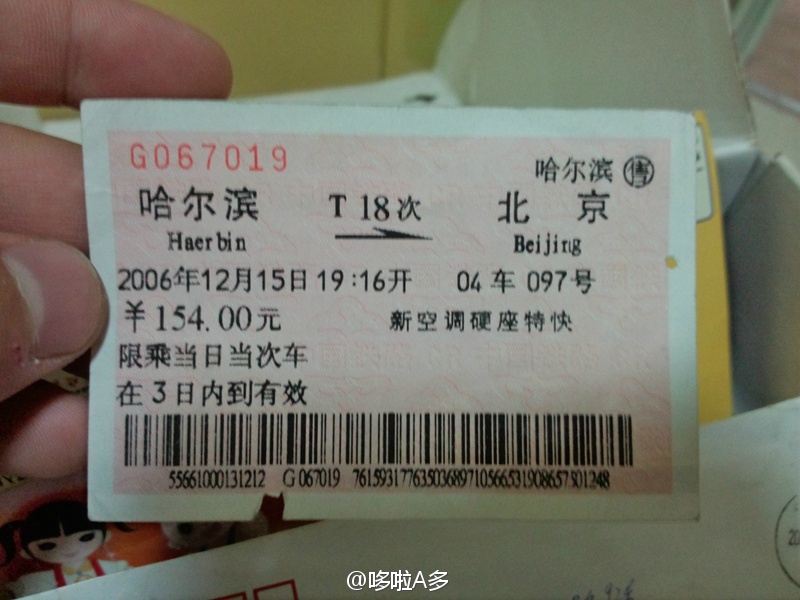 G067019
哈尔滨 售
哈尔滨 T 18次 北京
Haerbin Beijing
2006年12月15日19:16开 04车 097号
￥154.00元 新空调硬座特快
限乘当日当次车
在3日内到有效
55661000131212 G067019 76159317763503689710566531908657301248
@哆啦A多